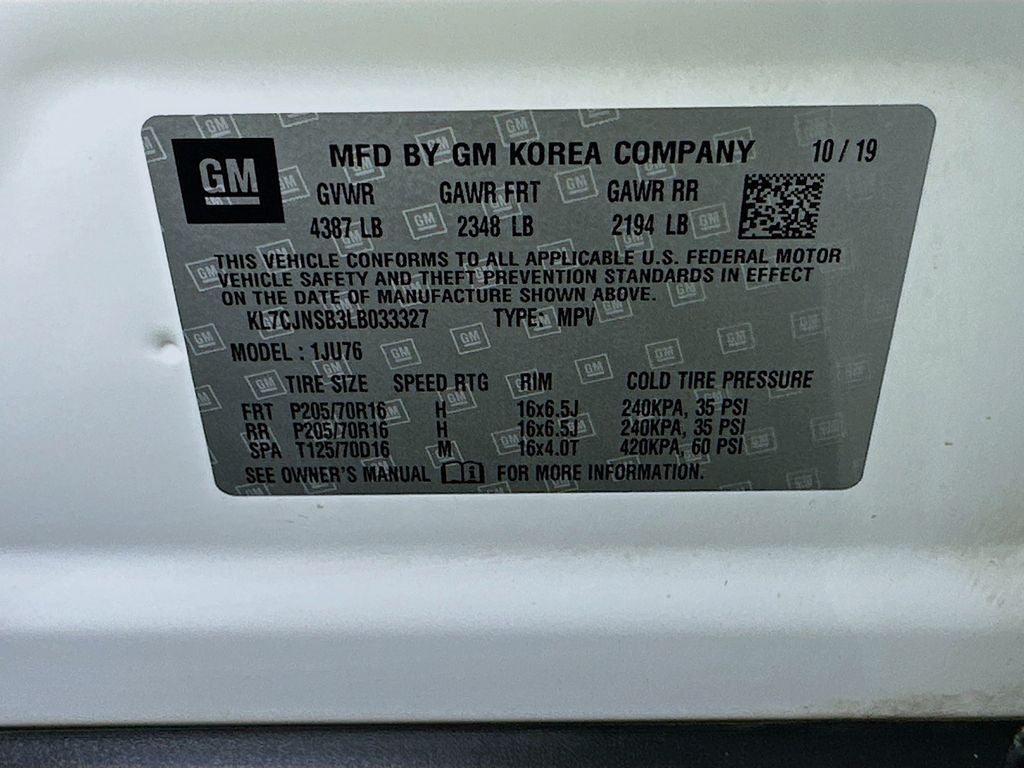 GM
MFD BY GM KOREA COMPANY 10 / 19
GVWR GAWR FRT GAWR RR
4387 LB 2348 LB 2194 LB
THIS VEHICLE CONFORMS TO ALL APPLICABLE U.S. FEDERAL MOTOR
VEHICLE SAFETY AND THEFT PREVENTION STANDARDS IN EFFECT
ON THE DATE OF MANUFACTURE SHOWN ABOVE.
KL7CJNSB3LB033327 TYPE: MPV
MODEL : 1JU76
TIRE SIZE SPEED RTG RIM COLD TIRE PRESSURE
FRT P205/70R16 H 16x6.5J 240KPA, 35 PSI
RR P205/70R16 H 16x6.5J 240KPA, 35 PSI
SPA T125/70D16 M 16x4.0T 420KPA, 60 PSI
SEE OWNER'S MANUAL FOR MORE INFORMATION.